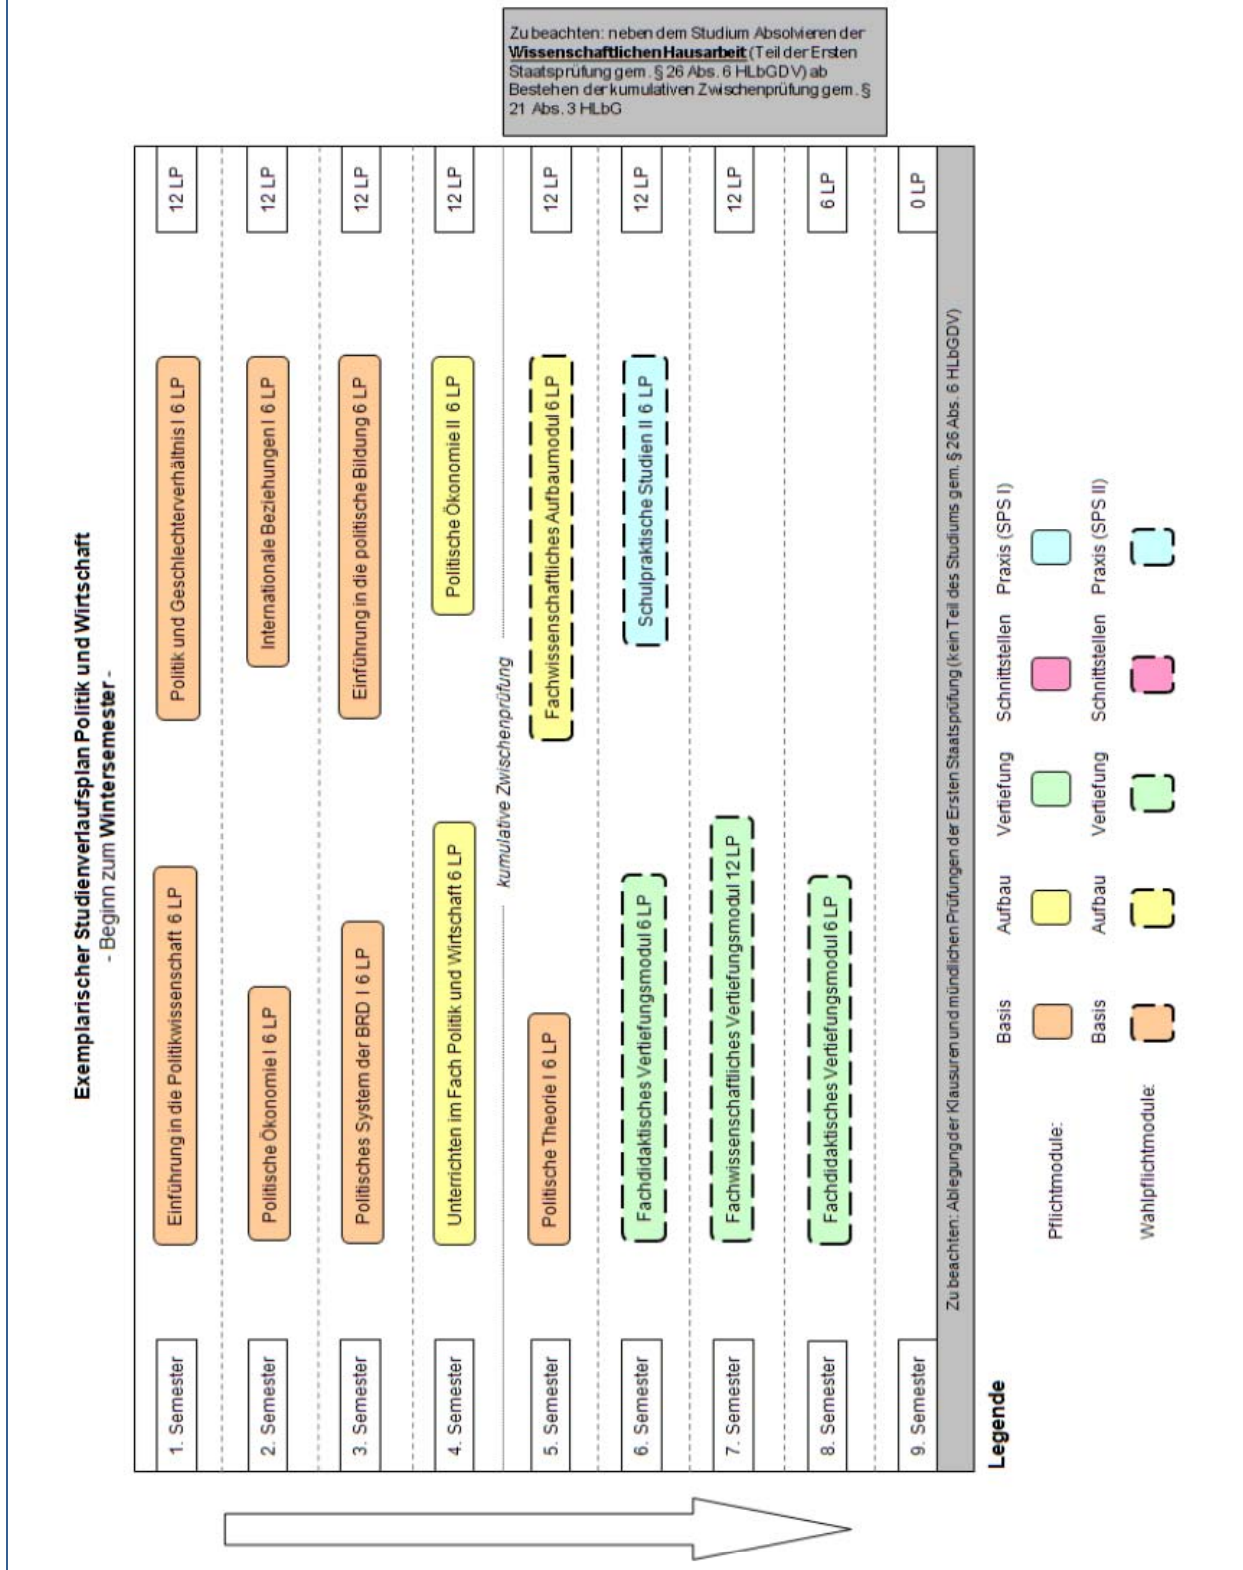 Zu beachten: neben dem Studium Absolvieren der
Wissenschaftlichen Hausarbeit (Teil der Ersten
Staatsprüfung gem. § 26 Abs. 6 HLbGDV) ab
Bestehen der kumulativen Zwischenprüfung gem. §
21 Abs. 3 HLbG
Exemplarischer Studienverlaufsplan Politik und Wirtschaft
- Beginn zum Wintersemester -
1. Semester
Einführung in die Politikwissenschaft 6 LP
Politik und Geschlechterverhältnis I 6 LP
12 LP
2. Semester
Politische Ökonomie I 6 LP
Internationale Beziehungen I 6 LP
12 LP
3. Semester
Politisches System der BRD I 6 LP
Einführung in die politische Bildung 6 LP
12 LP
4. Semester
Unterrichten im Fach Politik und Wirtschaft 6 LP
Politische Ökonomie II 6 LP
12 LP
kumulative Zwischenprüfung
5. Semester
Politische Theorie I 6 LP
Fachwissenschaftliches Aufbaumodul 6 LP
12 LP
6. Semester
Fachdidaktisches Vertiefungsmodul 6 LP
Schulpraktische Studien II 6 LP
12 LP
7. Semester
Fachwissenschaftliches Vertiefungsmodul 12 LP
12 LP
8. Semester
Fachdidaktisches Vertiefungsmodul 6 LP
6 LP
9. Semester
0 LP
Zu beachten: Ablegung der Klausuren und mündlichen Prüfungen der Ersten Staatsprüfung (kein Teil des Studiums gem. § 26 Abs. 6 HLbGDV)
Legende
Basis Aufbau Vertiefung Schnittstellen Praxis (SPS I)
Pflichtmodule:
Basis Aufbau Vertiefung Schnittstellen Praxis (SPS II)
Wahlpflichtmodule: